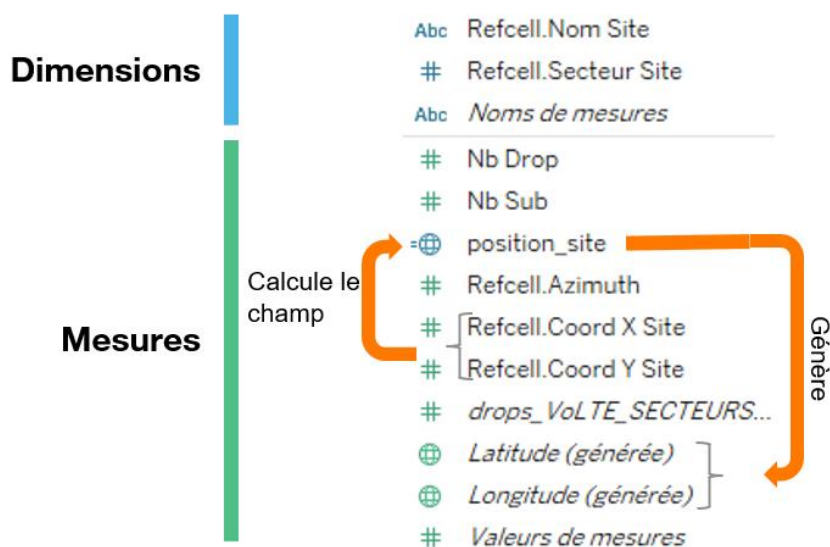 Dimensions
Abc Refcell.Nom Site
# Refcell.Secteur Site
Abc Noms de mesures
Mesures
# Nb Drop
# Nb Sub
= position_site
# Refcell.Azimuth
Calcule le
champ
# Refcell.Coord X Site
# Refcell.Coord Y Site
Génère
# drops_VoLTE_SECTEURS...
Latitude (générée)
Longitude (générée)
# Valeurs de mesures